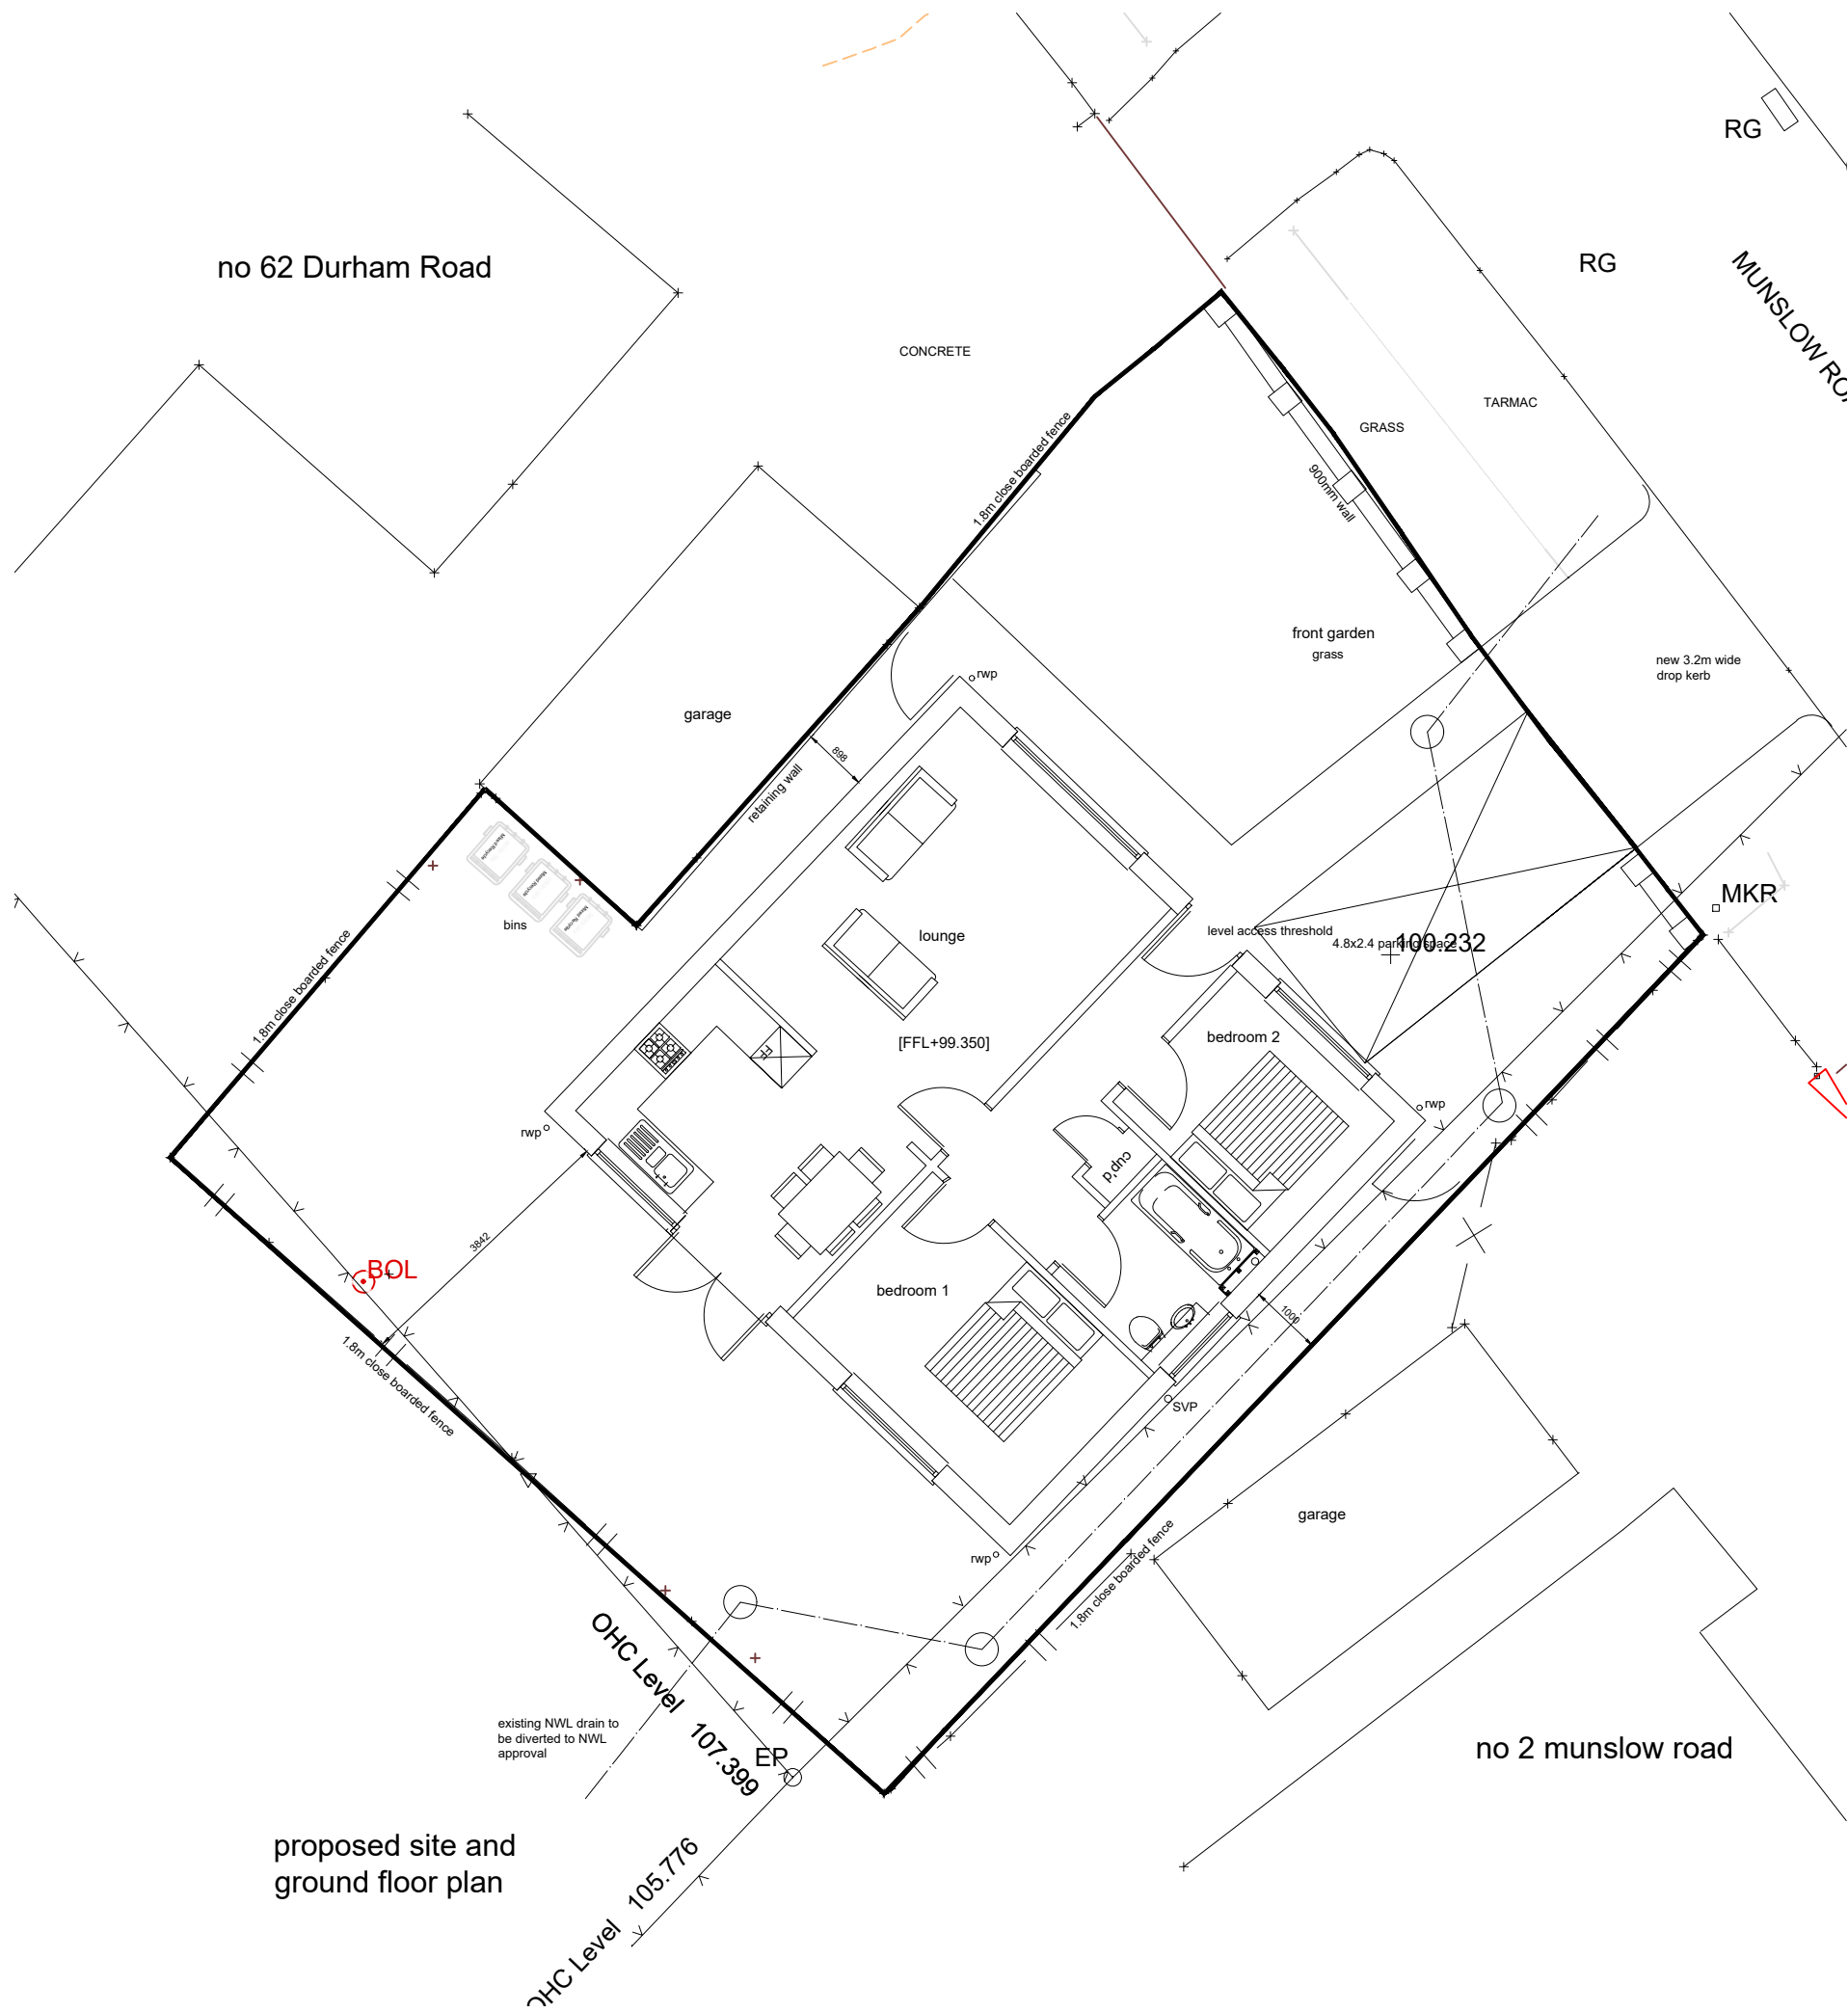 RG
no 62 Durham Road
RG
MUNSLOW
CONCRETE
TARMAC
GRASS
1.8m close boarded fence
900mm wall
front garden
grass
new 3.2m wide
drop kerb
rwp
garage
898
retaining wall
MKR
bins
lounge
level access threshold
4.8x2.4 parking space
100.232
1.8m close boarded fence
[FFL+99.350]
bedroom 2
rwp
rwp
cup'd
3842
BOL
bedroom 1
1000
1.8m close boarded fence
SVP
garage
rwp
1.8m close boarded fence
OHC Level 107.399
existing NWL drain to
be diverted to NWL
approval
EP
no 2 munslow road
proposed site and
ground floor plan
OHC Level 105.776